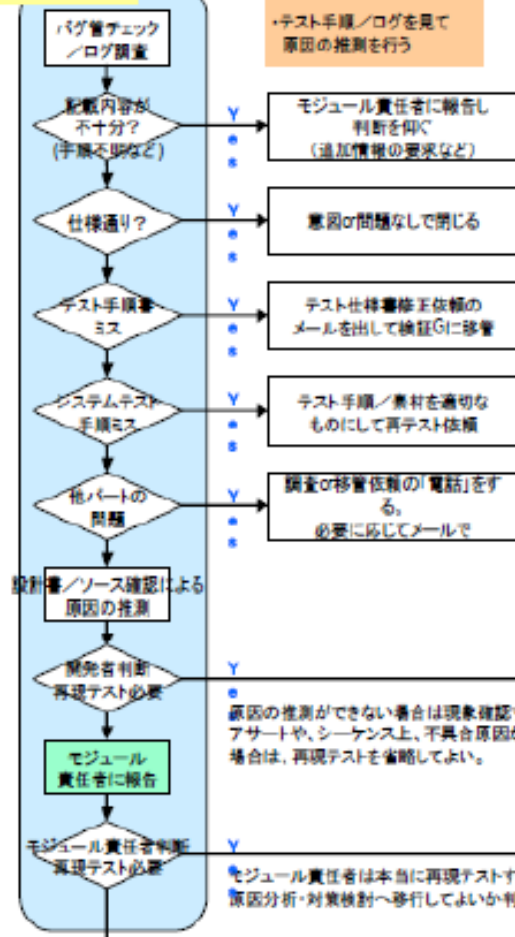 バグ管チェック
／ログ調査
・テスト手順／ログを見て
原因の推測を行う
記載内容が
不十分？
(手順不明など)
Yes
モジュール責任者に報告し
判断を仰ぐ
（追加情報の要求など）
仕様通り？
Yes
意図or問題なしで閉じる
テスト手順書
ミス
Yes
テスト仕様書修正依頼の
メールを出して検証Gに移管
システムテスト
手順ミス
Yes
テスト手順／素材を適切な
ものにして再テスト依頼
他パートの
問題
Yes
調査or移管依頼の「電話」をす
る。
必要に応じてメールで
設計書／ソース確認による
原因の推測
開発者判断
再現テスト必要
Ye
原因の推測ができない場合は現象確認
アサートや、シーケンス上、不具合原因が
場合は、再現テストを省略してよい。
モジュール
責任者に報告
モジュール責任者判断
再現テスト必要
Y
モジュール責任者は本当に再現テストす
原因分析・対策検討へ移行してよいか判